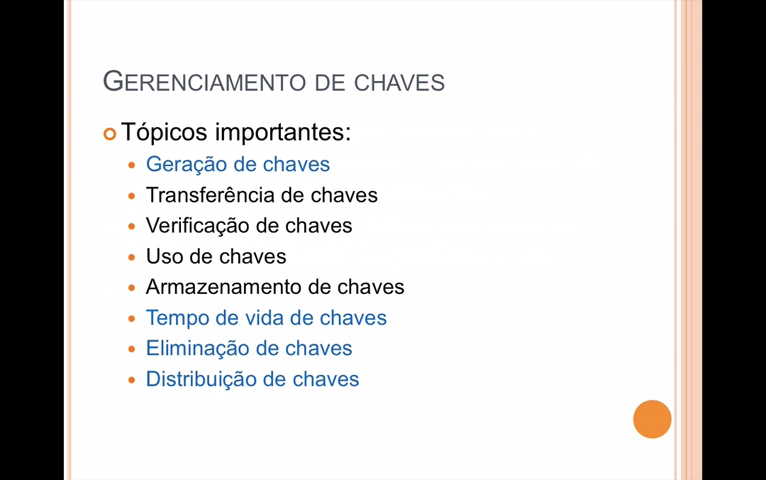 GERENCIAMENTO DE CHAVES
Tópicos importantes:
Geração de chaves
Transferência de chaves
Verificação de chaves
Uso de chaves
Armazenamento de chaves
Tempo de vida de chaves
Eliminação de chaves
Distribuição de chaves